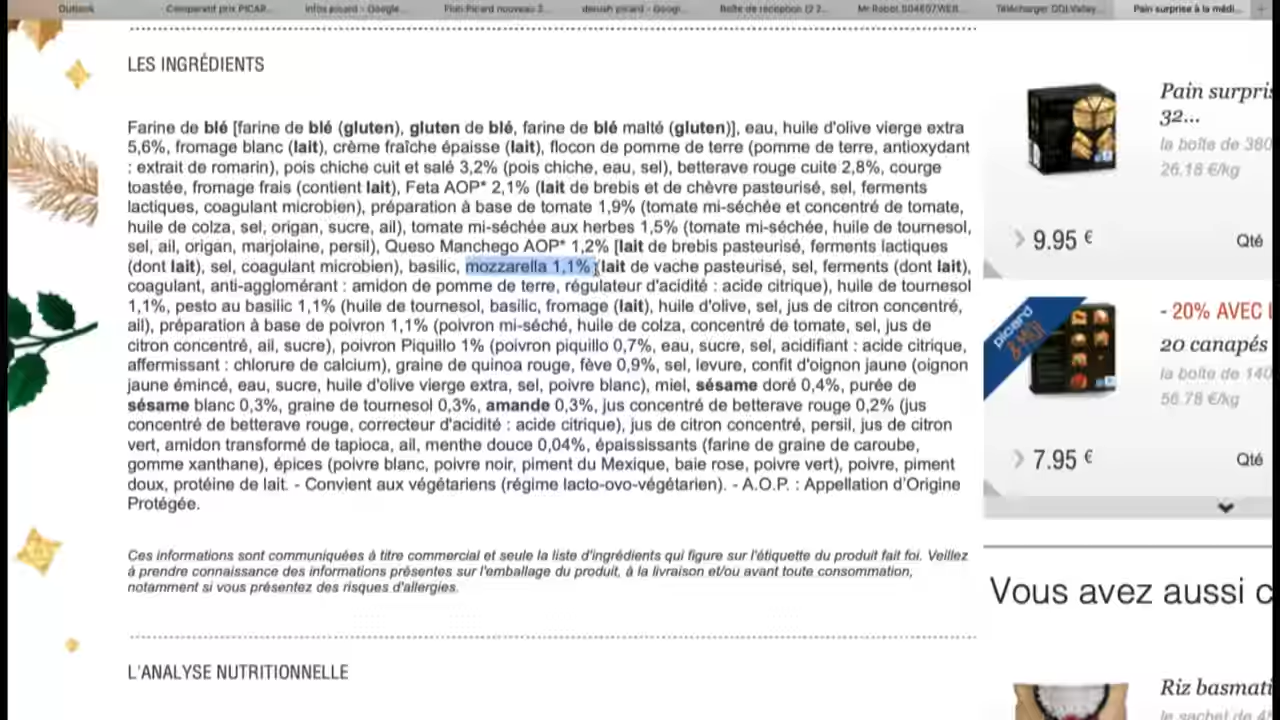 Outlook
Comparant prix PICAR...
Infos picard - Google...
Flan Picard nouveau 2...
Boîte de réception (2 2...
Mr Robot S04E07WEB...
Pain surprise à la médi...
LES INGRÉDIENTS
Farine de blé [farine de blé (gluten), gluten de blé, farine de blé malté (gluten)], eau, huile d'olive vierge extra
5,6%, fromage blanc (lait), crème fraîche épaisse (lait), flocon de pomme de terre (pomme de terre, antioxydant
: extrait de romarin), pois chiche cuit et salé 3,2% (pois chiche, eau, sel), betterave rouge cuite 2,8%, courge
toastée, fromage frais (contient lait), Feta AOP* 2,1% (lait de brebis et de chèvre pasteurisé, sel, ferments
lactiques, coagulant microbien), préparation à base de tomate 1,9% (tomate mi-séchée et concentré de tomate,
huile de colza, sel, origan, sucre, ail), tomate mi-séchée aux herbes 1,5% (tomate mi-séchée, huile de tournesol,
sel, ail, origan, marjolaine, persil), Queso Manchego AOP* 1,2% [lait de brebis pasteurisé, ferments lactiques
(dont lait), sel, coagulant microbien), basilic, mozzarella 1,1% (lait de vache pasteurisé, sel, ferments (dont lait),
coagulant, anti-agglomérant : amidon de pomme de terre, régulateur d'acidité : acide citrique), huile de tournesol
1,1%, pesto au basilic 1,1% (huile de tournesol, basilic, fromage (lait), huile d'olive, sel, jus de citron concentré,
ail), préparation à base de poivron 1,1% (poivron mi-séché, huile de colza, concentré de tomate, sel, jus de
citron concentré, ail, sucre), poivron Piquillo 1% (poivron piquillo 0,7%, eau, sucre, sel, acidifiant : acide citrique,
affermissant : chlorure de calcium), graine de quinoa rouge, fève 0,9%, sel, levure, confit d'oignon jaune (oignon
jaune émincé, eau, sucre, huile d'olive vierge extra, sel, poivre blanc), miel, sésame doré 0,4%, purée de
sésame blanc 0,3%, graine de tournesol 0,3%, amande 0,3%, jus concentré de betterave rouge 0,2% (jus
concentré de betterave rouge, correcteur d'acidité : acide citrique), jus de citron concentré, persil, jus de citron
vert, amidon transformé de tapioca, ail, menthe douce 0,04%, épaississants (farine de graine de caroube,
gomme xanthane), épices (poivre blanc, poivre noir, piment du Mexique, baie rose, poivre vert), poivre, piment
doux, protéine de lait. - Convient aux végétariens (régime lacto-ovo-végétarien). - A.O.P. : Appellation d'Origine
Protégée.
Ces informations sont communiquées à titre commercial et seule la liste d'ingrédients qui figure sur l'étiquette du produit fait foi. Veillez
à prendre connaissance des informations présentes sur l'emballage du produit, à la livraison et/ou avant toute consommation,
notamment si vous présentez des risques d'allergies.
L'ANALYSE NUTRITIONNELLE
Pain surpris
32...
la boîte de 380
26.18 €/kg
9.95 €
Qté
picard
& MOI
- 20% AVEC L
20 canapés
la boîte de 140
56.78 €/kg
7.95 €
Qté
Vous avez aussi c
Riz basmati
le sachet de 4